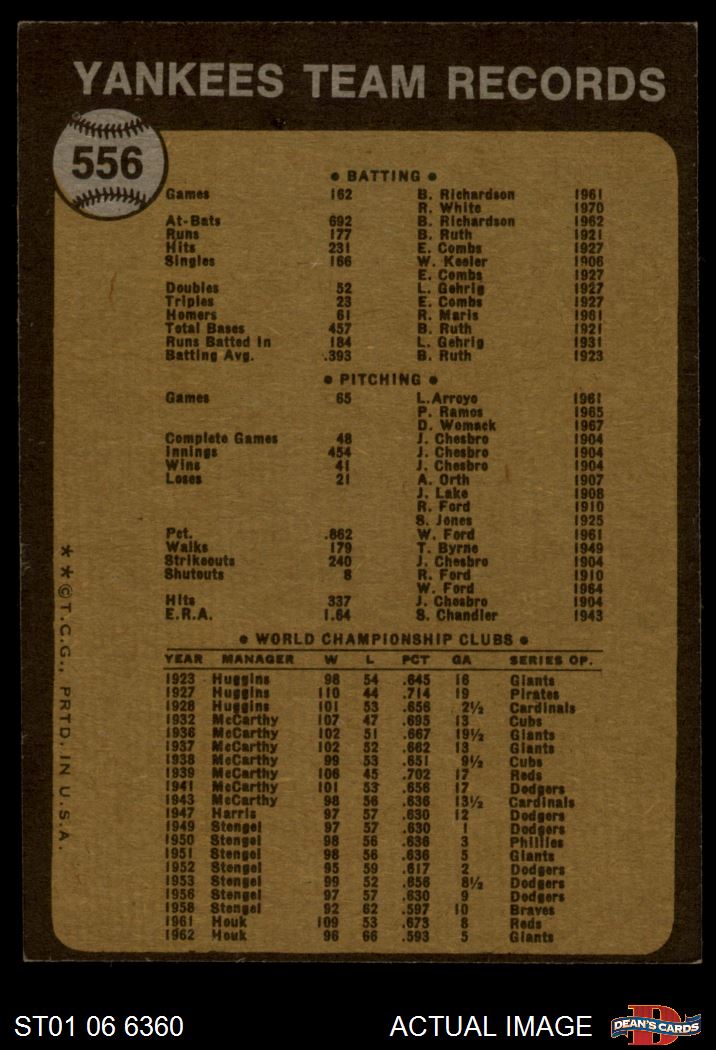 YANKEES TEAM RECORDS
556
• BATTING •
Games 162 B. Richardson 1961
R. White 1970
At-Bats 692 B. Richardson 1962
Runs 177 B. Ruth 1921
Hits 231 E. Combs 1927
Singles 166 W. Keeler 1906
E. Combs 1927
Doubles 52 L. Gehrig 1927
Triples 23 E. Combs 1927
Homers 61 R. Maris 1961
Total Bases 457 B. Ruth 1921
Runs Batted In 184 L. Gehrig 1931
Batting Avg. .393 B. Ruth 1923
• PITCHING •
Games 65 L. Arroyo 1961
P. Ramos 1965
D. Womack 1967
Complete Games 48 J. Chesbro 1904
Innings 454 J. Chesbro 1904
Wins 41 J. Chesbro 1904
Loses 21 A. Orth 1907
J. Lake 1908
R. Ford 1910
S. Jones 1925
Pct. .862 W. Ford 1961
Walks 179 T. Byrne 1949
Strikeouts 240 J. Chesbro 1904
Shutouts 8 R. Ford 1910
W. Ford 1964
Hits 337 J. Chesbro 1904
E.R.A. 1.64 S. Chandler 1943
• WORLD CHAMPIONSHIP CLUBS •
YEAR MANAGER W L PCT GA SERIES OP.
1923 Huggins 98 54 .645 16 Giants
1927 Huggins 110 44 .714 19 Pirates
1928 Huggins 101 53 .656 2½ Cardinals
1932 McCarthy 107 47 .695 13 Cubs
1936 McCarthy 102 51 .667 19½ Giants
1937 McCarthy 102 52 .662 13 Giants
1938 McCarthy 99 53 .651 9½ Cubs
1939 McCarthy 106 45 .702 17 Reds
1941 McCarthy 101 53 .656 17 Dodgers
1943 McCarthy 98 56 .636 13½ Cardinals
1947 Harris 97 57 .630 12 Dodgers
1949 Stengel 97 57 .630 1 Dodgers
1950 Stengel 98 56 .636 3 Phillies
1951 Stengel 98 56 .636 5 Giants
1952 Stengel 95 59 .617 2 Dodgers
1953 Stengel 99 52 .656 8½ Dodgers
1956 Stengel 97 57 .630 9 Dodgers
1958 Stengel 92 62 .597 10 Braves
1961 Houk 109 53 .673 8 Reds
1962 Houk 96 66 .593 5 Giants
* * © T.C.G., PRTD. IN U.S.A.
ST01 06 6360
ACTUAL IMAGE
DEAN'S CARDS